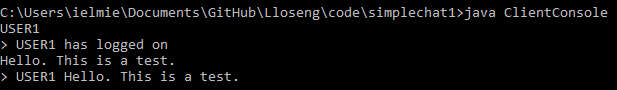 C:\Users\ielmie\Documents\GitHub\Lloseng\code\simplechat1>java ClientConsole
USER1
> USER1 has logged on
Hello. This is a test.
> USER1 Hello. This is a test.